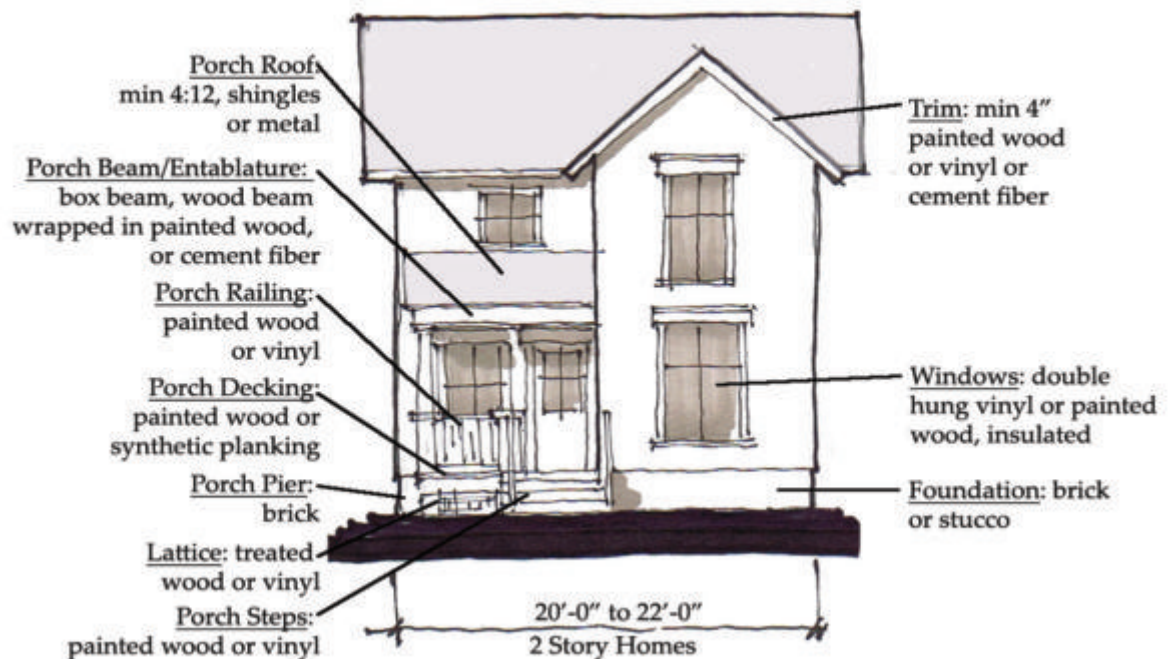 Porch Roof:
min 4:12, shingles
or metal
Porch Beam/Entablature:
box beam, wood beam
wrapped in painted wood,
or cement fiber
Porch Railing:
painted wood
or vinyl
Porch Decking:
painted wood or
synthetic planking
Porch Pier:
brick
Lattice: treated
wood or vinyl
Porch Steps:
painted wood or vinyl
Trim: min 4"
painted wood
or vinyl or
cement fiber
Windows: double
hung vinyl or painted
wood, insulated
Foundation: brick
or stucco
20'-0" to 22'-0"
2 Story Homes